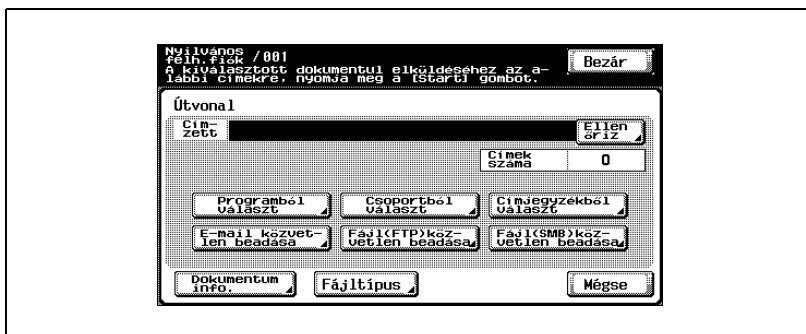 Nyilvános
felh.fiók /001
A kiválasztott dokumentul elküldéséhez az a-
lábbi címekre, nyomja meg a [Start] gombot.
Bezár
Útvonal
Cím-
zett
Ellen
őriz
Címek
száma
0
Programból
választ
Csoportból
választ
Címjegyzékből
választ
E-mail közvet-
len beadása
Fájl(FTP)köz-
vetlen beadása
Fájl(SMB)köz-
vetlen beadása
Dokumentum
info.
Fájltípus
Mégse